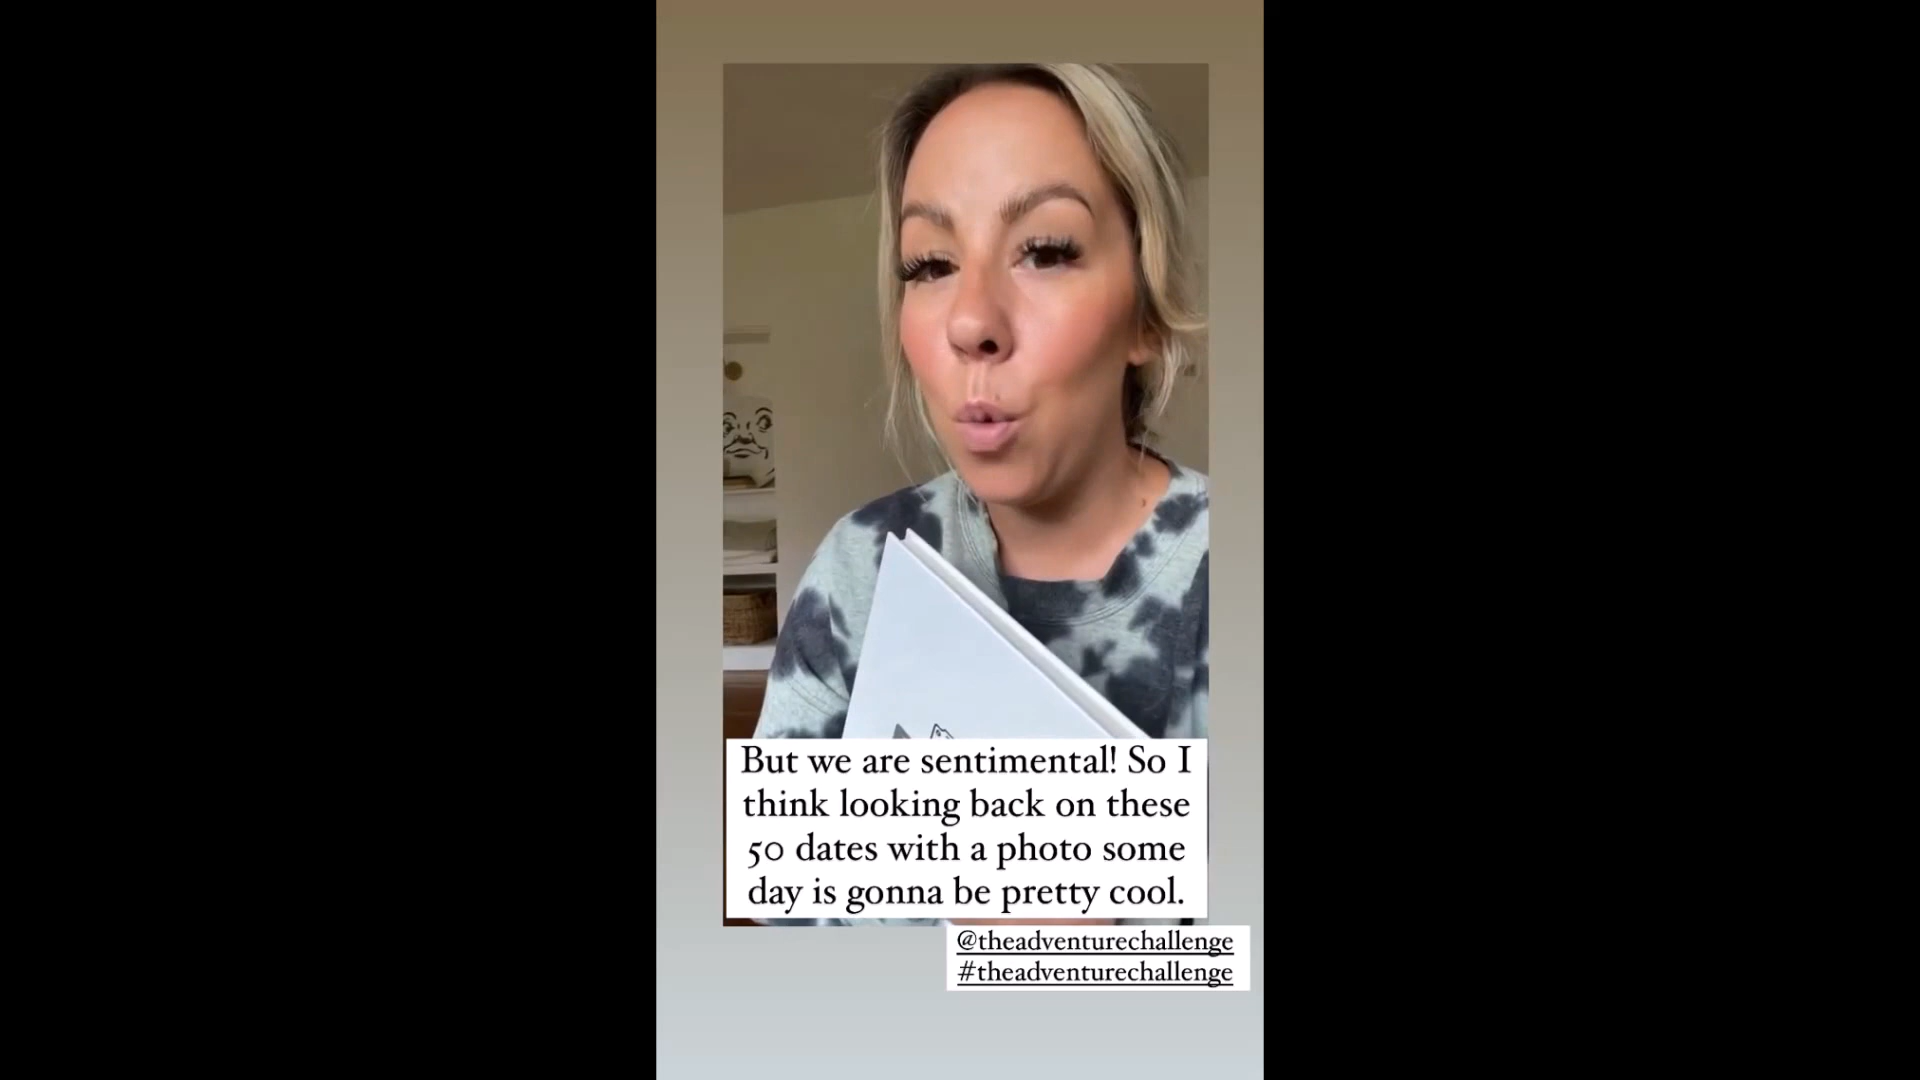 But we are sentimental! So I
think looking back on these
50 dates with a photo some
day is gonna be pretty cool.
@theadventurechallenge
#theadventurechallenge